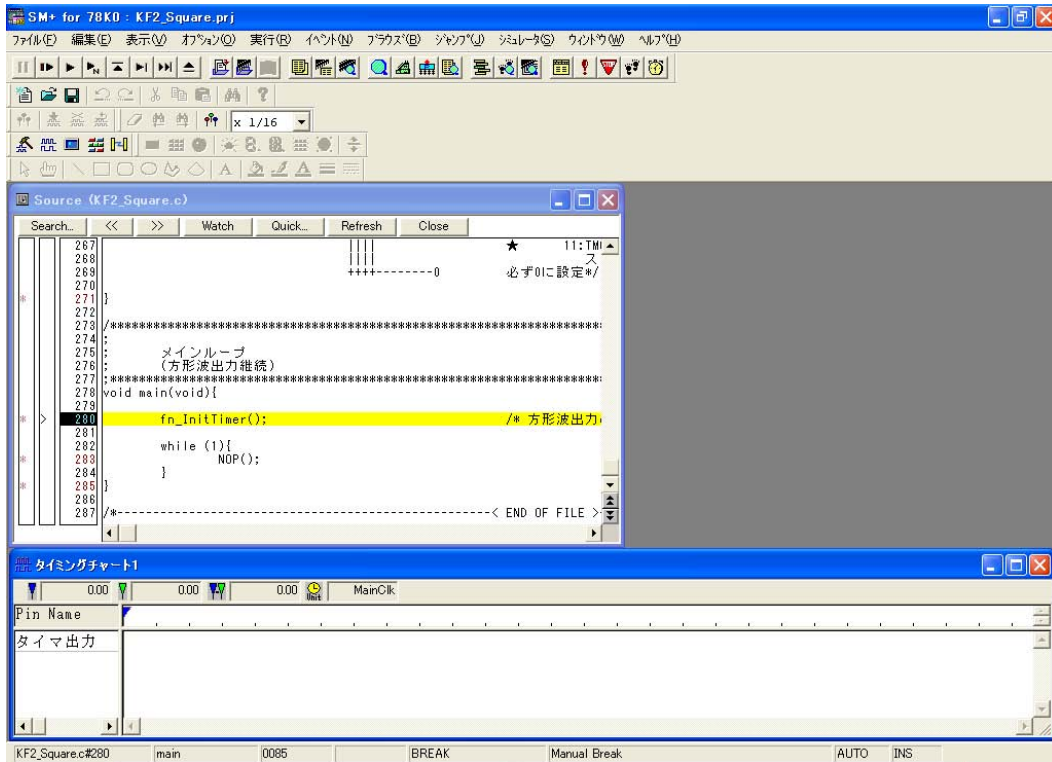 SM+ for 78K0 : KF2_Square.prj
ファイル(F) 編集(E) 表示(V) オプション(O) 実行(R) イベント(N) ブラウズ(B) ジャンプ(J) シミュレータ(S) ウィンドウ(W) ヘルプ(H)
x 1/16
Source (KF2_Square.c)
Search... << >> Watch Quick... Refresh Close
267 |||| ★ 11:TM
268 |||| ス
269 ++++--------0 必ず0に設定*/
270
* 271 }
272
273 /*********************************************************************
274 ;
275 ; メインループ
276 ; (方形波出力継続)
277 ;*********************************************************************
278 void main(void){
279
* > 280 fn_InitTimer(); /* 方形波出力
281
282 while (1){
* 283 NOP();
284 }
* 285 }
286
287 /*----------------------------------------------------< END OF FILE >
タイミングチャート1
0.00 0.00 0.00 Unit MainClk
Pin Name
タイマ出力
KF2_Square.c#280 main 0085 BREAK Manual Break AUTO INS